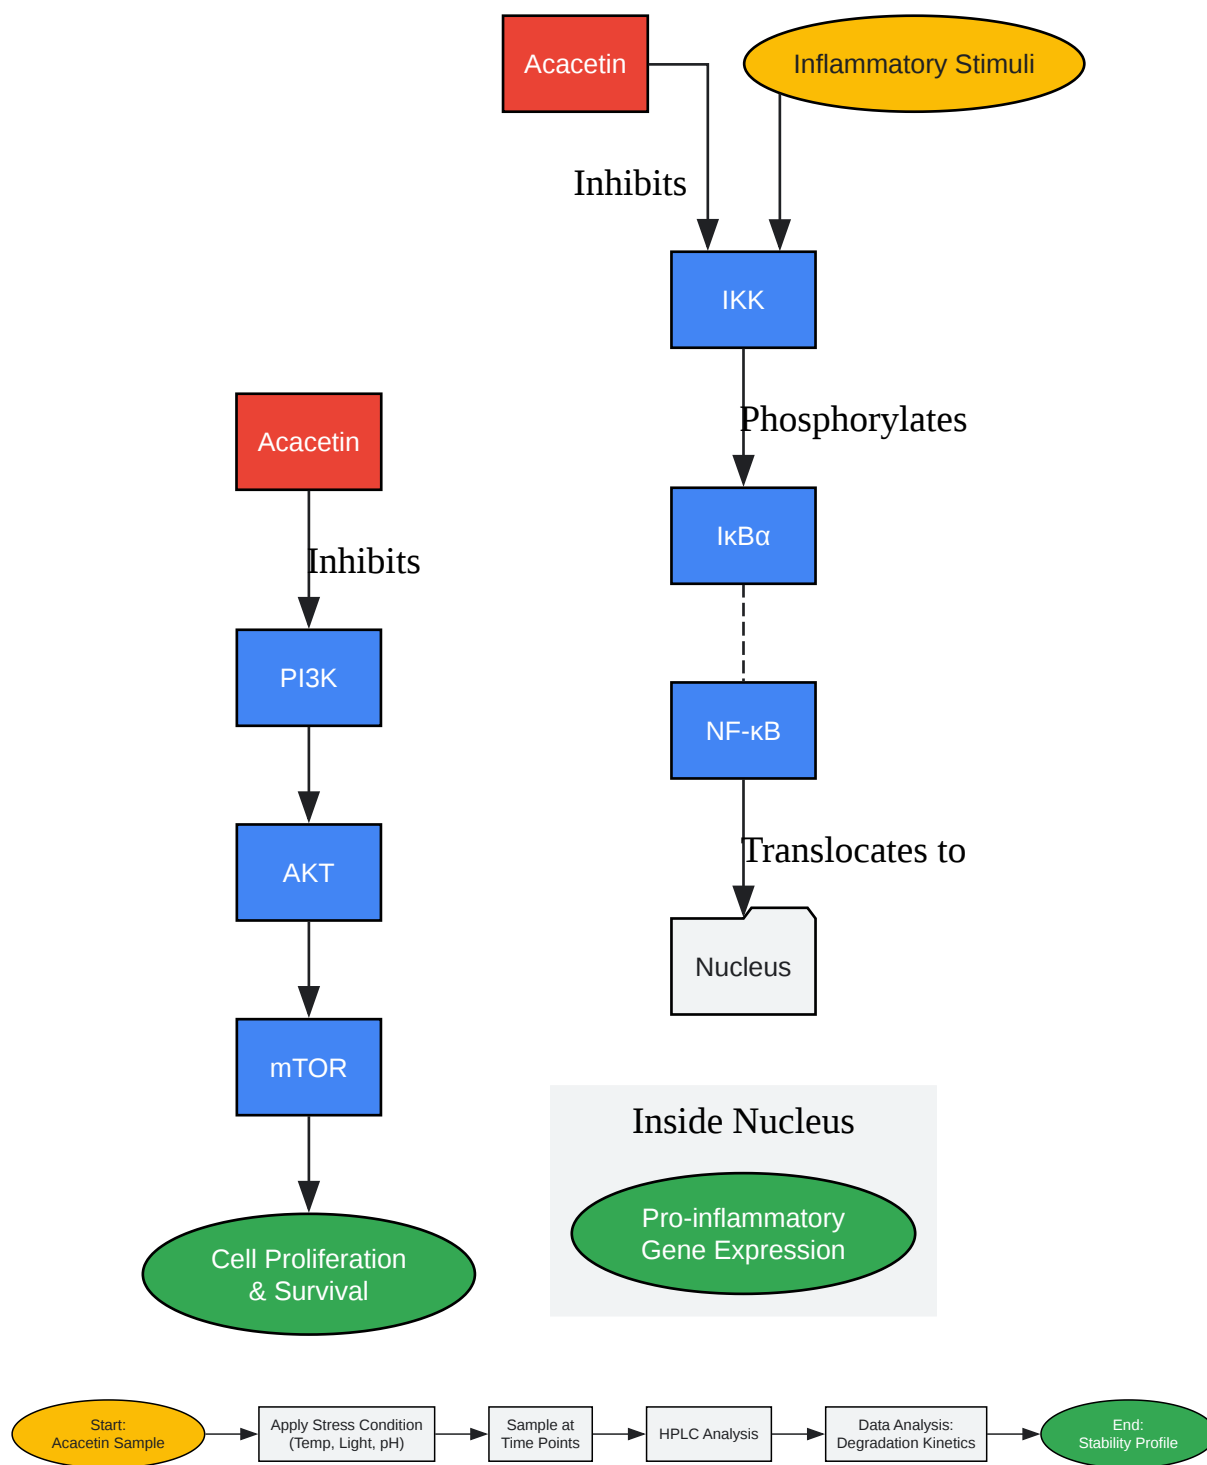 Acacetin
Inflammatory Stimuli
Inhibits
IKK
Phosphorylates
IκBα
NF-κB
Translocates to
Nucleus
Inside Nucleus
Pro-inflammatory
Gene Expression
Acacetin
Inhibits
PI3K
AKT
mTOR
Cell Proliferation
& Survival
Start:
Acacetin Sample
Apply Stress Condition
(Temp, Light, pH)
Sample at
Time Points
HPLC Analysis
Data Analysis:
Degradation Kinetics
End:
Stability Profile